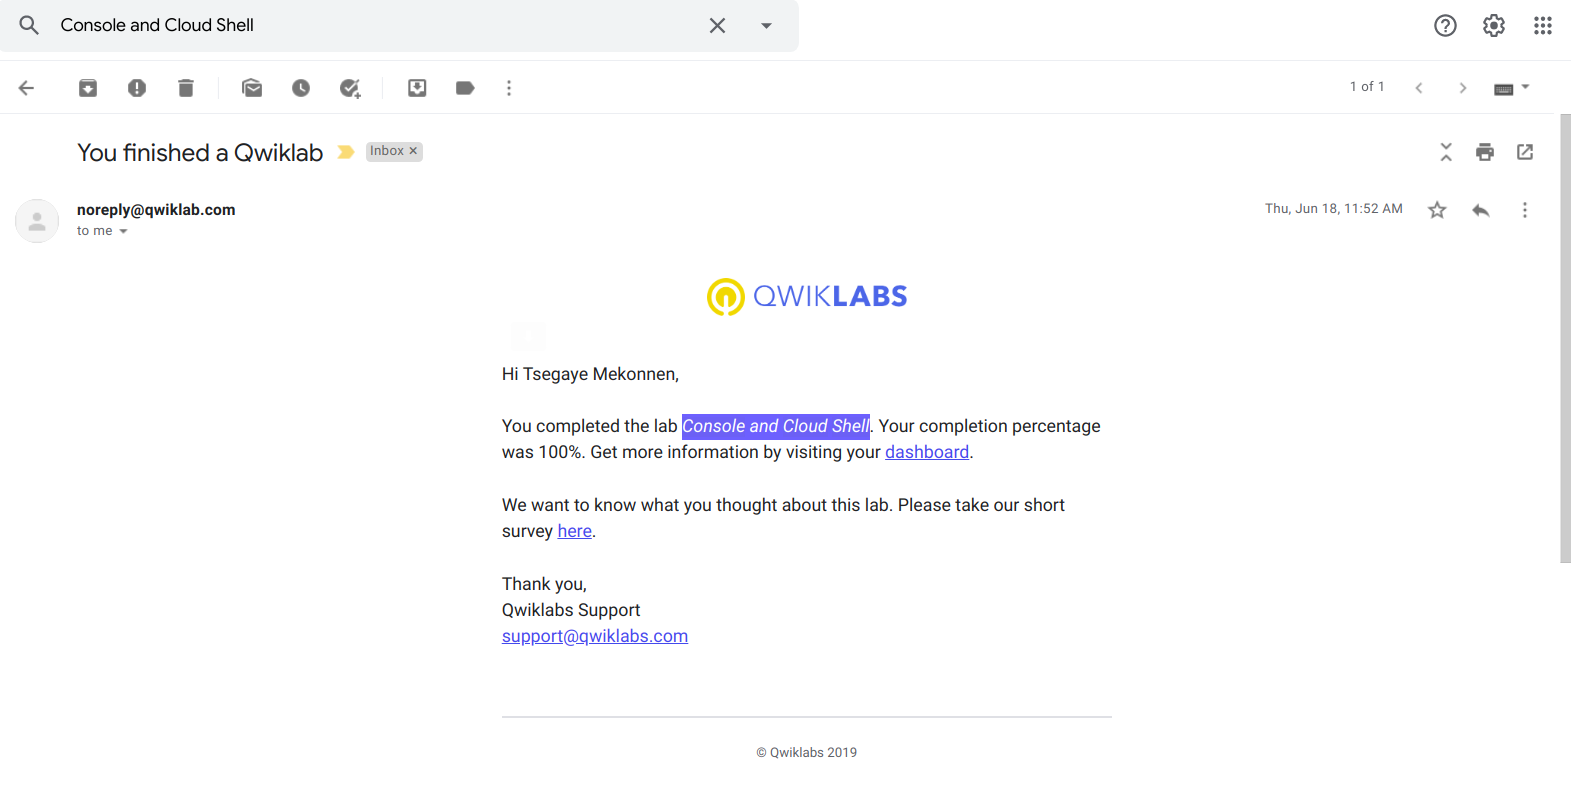 Console and Cloud Shell
1 of 1
You finished a Qwiklab
Inbox ×
noreply@qwiklab.com
Thu, Jun 18, 11:52 AM
to me
QWIKLABS
Hi Tsegaye Mekonnen,
You completed the lab Console and Cloud Shell. Your completion percentage
was 100%. Get more information by visiting your dashboard.
We want to know what you thought about this lab. Please take our short
survey here.
Thank you,
Qwiklabs Support
support@qwiklabs.com
© Qwiklabs 2019